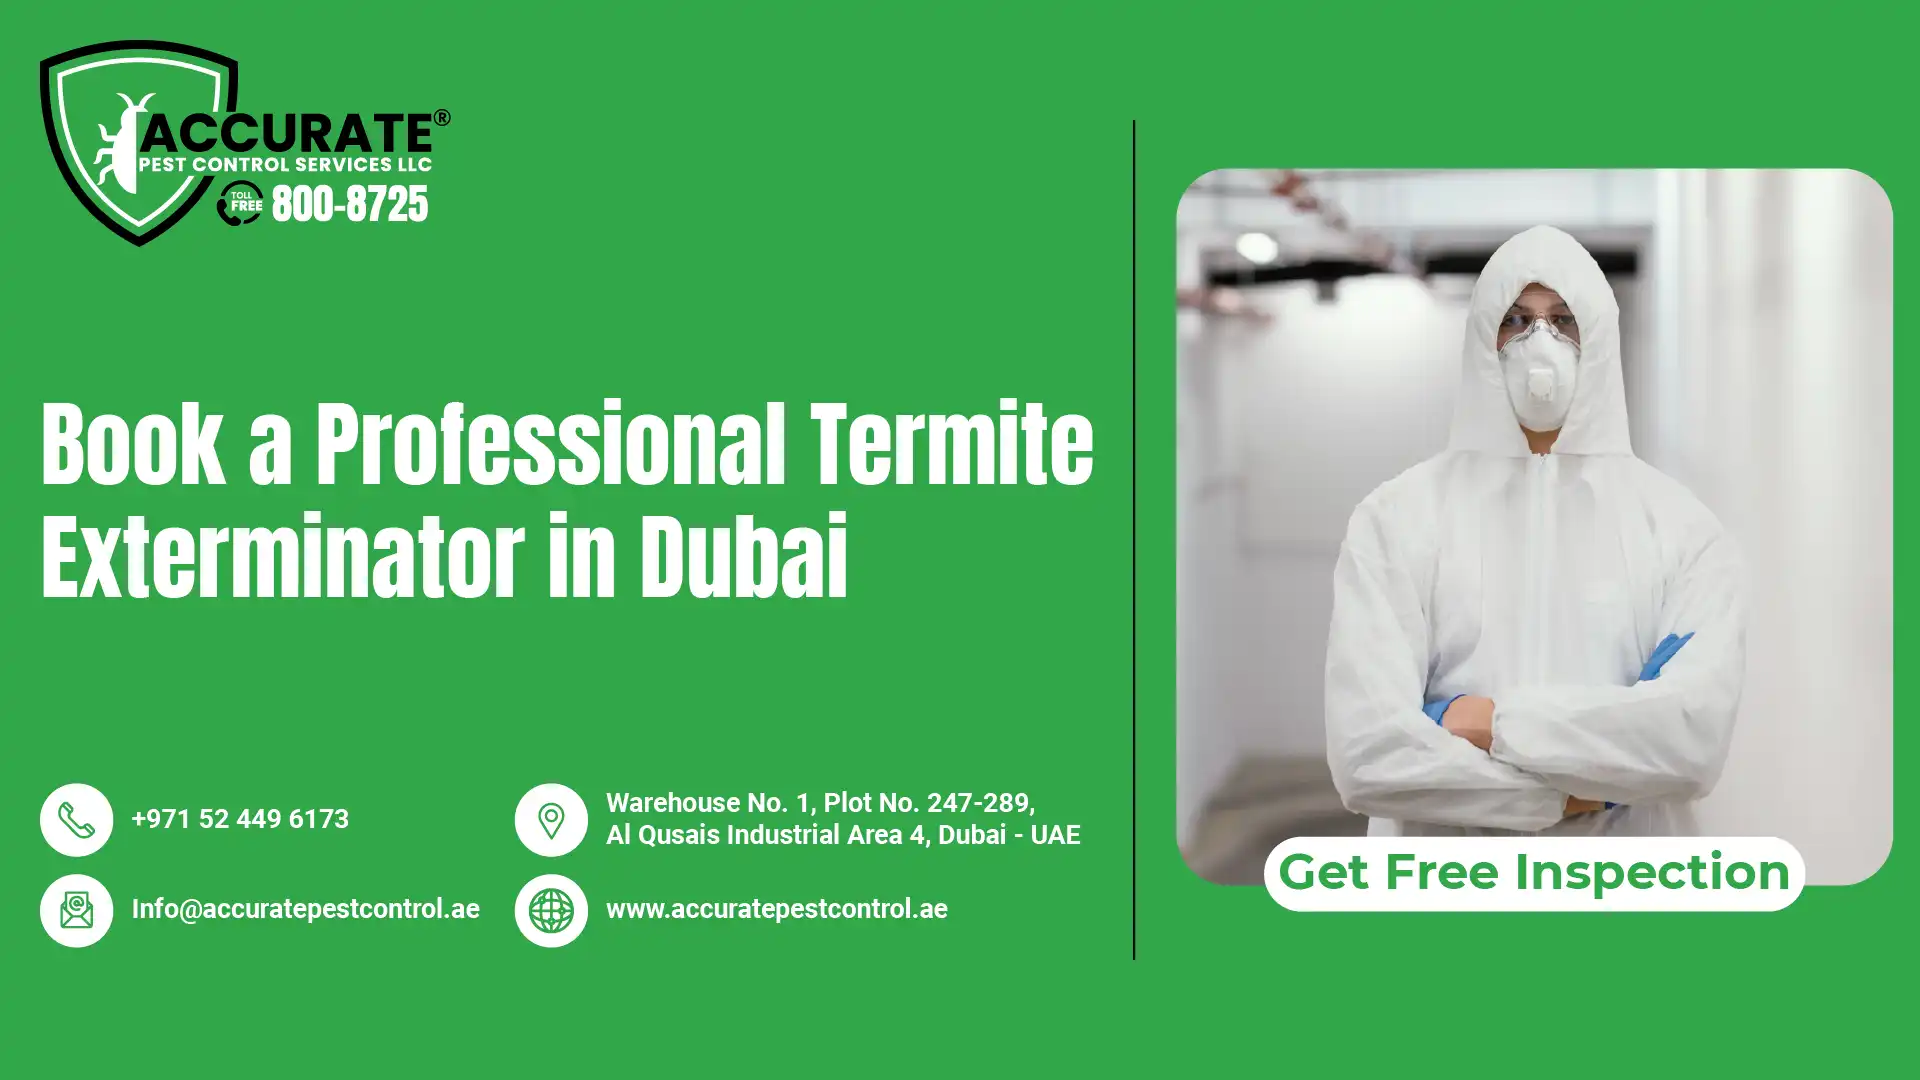 ACCURATE®
PEST CONTROL SERVICES LLC
TOLL
FREE
800-8725
Book a Professional Termite
Exterminator in Dubai
+971 52 449 6173
Warehouse No. 1, Plot No. 247-289,
Al Qusais Industrial Area 4, Dubai - UAE
Info@accuratepestcontrol.ae
www.accuratepestcontrol.ae
Get Free Inspection